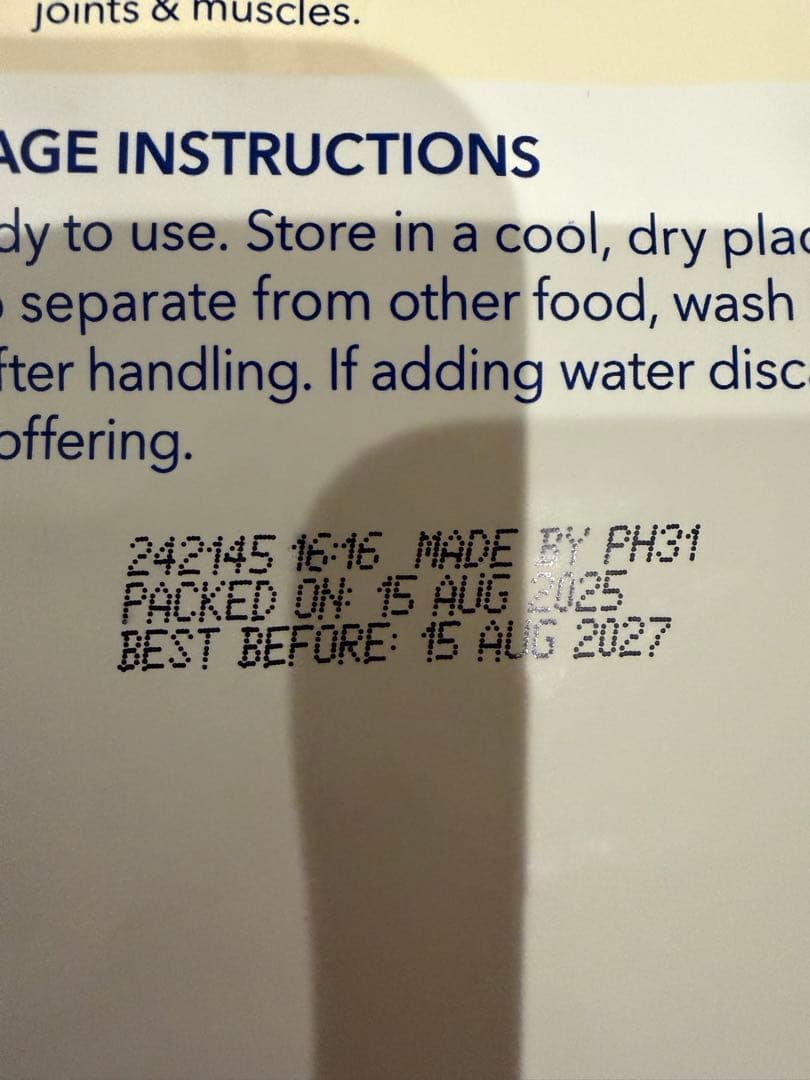 joints & muscles.
AGE INSTRUCTIONS
dy to use. Store in a cool, dry plac
separate from other food, wash
fter handling. If adding water disc
offering.
242145 16:16 MADE BY PH31
PACKED ON: 15 AUG 2025
BEST BEFORE: 15 AUG 2027